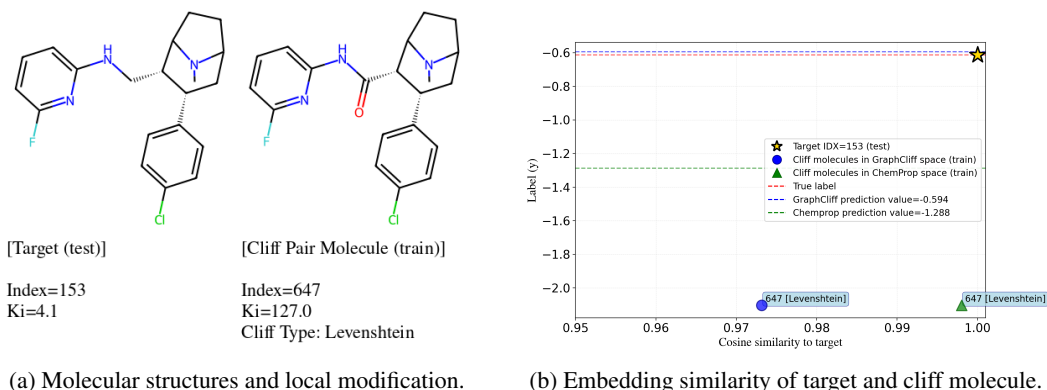 H
N
N
N
F
Cl
H
N
N
N
O
F
Cl
[Target (test)]
Index=153
Ki=4.1
[Cliff Pair Molecule (train)]
Index=647
Ki=127.0
Cliff Type: Levenshtein
(a) Molecular structures and local modification.
−0.6
−0.8
−1.0
−1.2
−1.4
−1.6
−1.8
−2.0
Label (y)
Target IDX=153 (test)
Cliff molecules in GraphCliff space (train)
Cliff molecules in ChemProp space (train)
True label
GraphCliff prediction value=-0.594
Chemprop prediction value=-1.288
647 [Levenshtein]
647 [Levenshtein]
0.95
0.96
0.97
0.98
0.99
1.00
Cosine similarity to target
(b) Embedding similarity of target and cliff molecule.